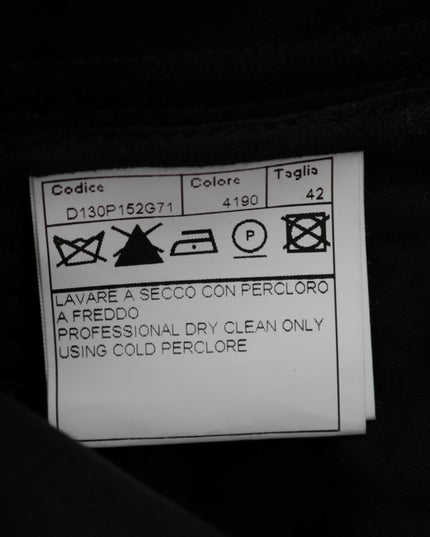 Codice Colore Taglia
D130P152G71 4190 42
P
LAVARE A SECCO CON PERCLORO
A FREDDO
PROFESSIONAL DRY CLEAN ONLY
USING COLD PERCLORE